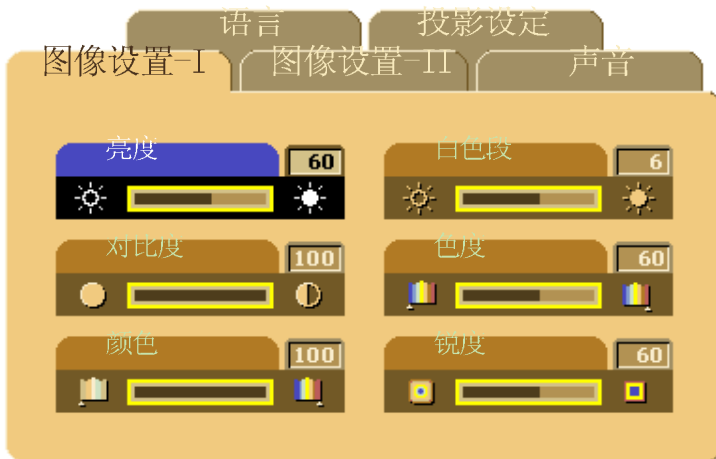 语言 投影设定
图像设置-I 图像设置-II 声音
亮度 60 白色段 6
对比度 100 色度 60
颜色 100 锐度 60